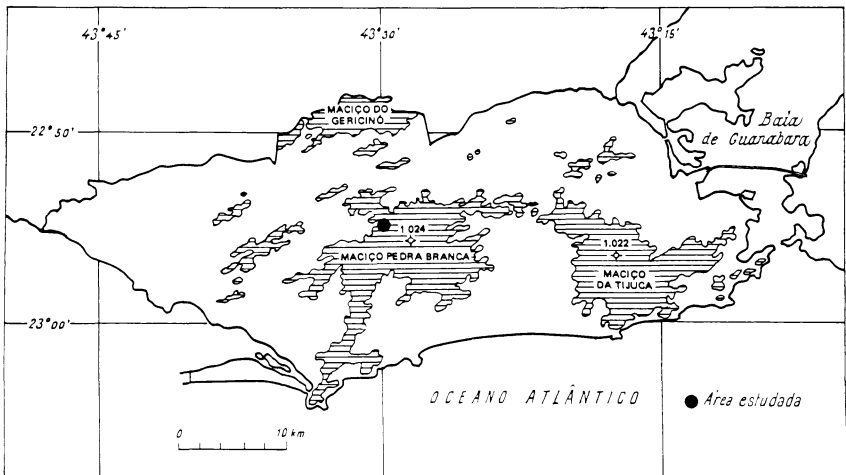 43°45'
43°30'
43°15'
MACIÇO DO
GERICINÓ
22°50'
Baía
de Guanabara
1.024
MACIÇO PEDRA BRANCA
1.022
MACIÇO
DA TIJUCA
23°00'
OCEANO ATLÂNTICO
Área estudada
0 10 km